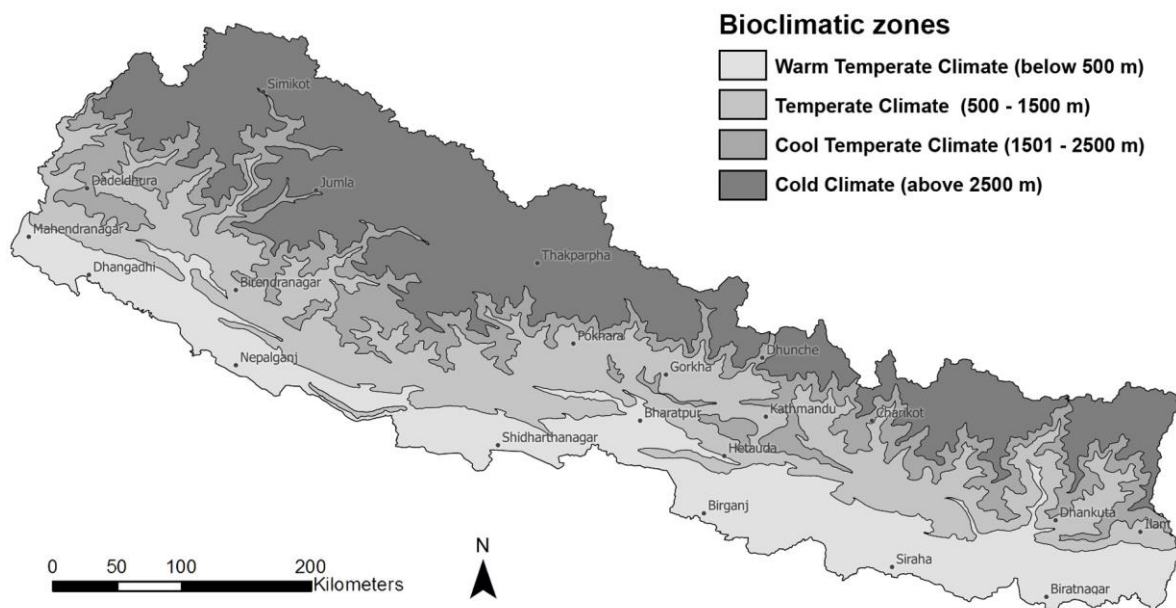 Bioclimatic zones
Warm Temperate Climate (below 500 m)
Temperate Climate (500 - 1500 m)
Cool Temperate Climate (1501 - 2500 m)
Cold Climate (above 2500 m)
Simikot
Dadeldhura
Jumla
Mahendranagar
Dhangadhi
Thakparpha
Birendranagar
Pokhara
Dhunche
Nepalganj
Gorkha
Bharatpur
Kathmandu
Charikot
Shidharthanagar
Hetauda
Birganj
Dhankuta
Ilam
Siraha
Biratnagar
N
0 50 100 200
Kilometers